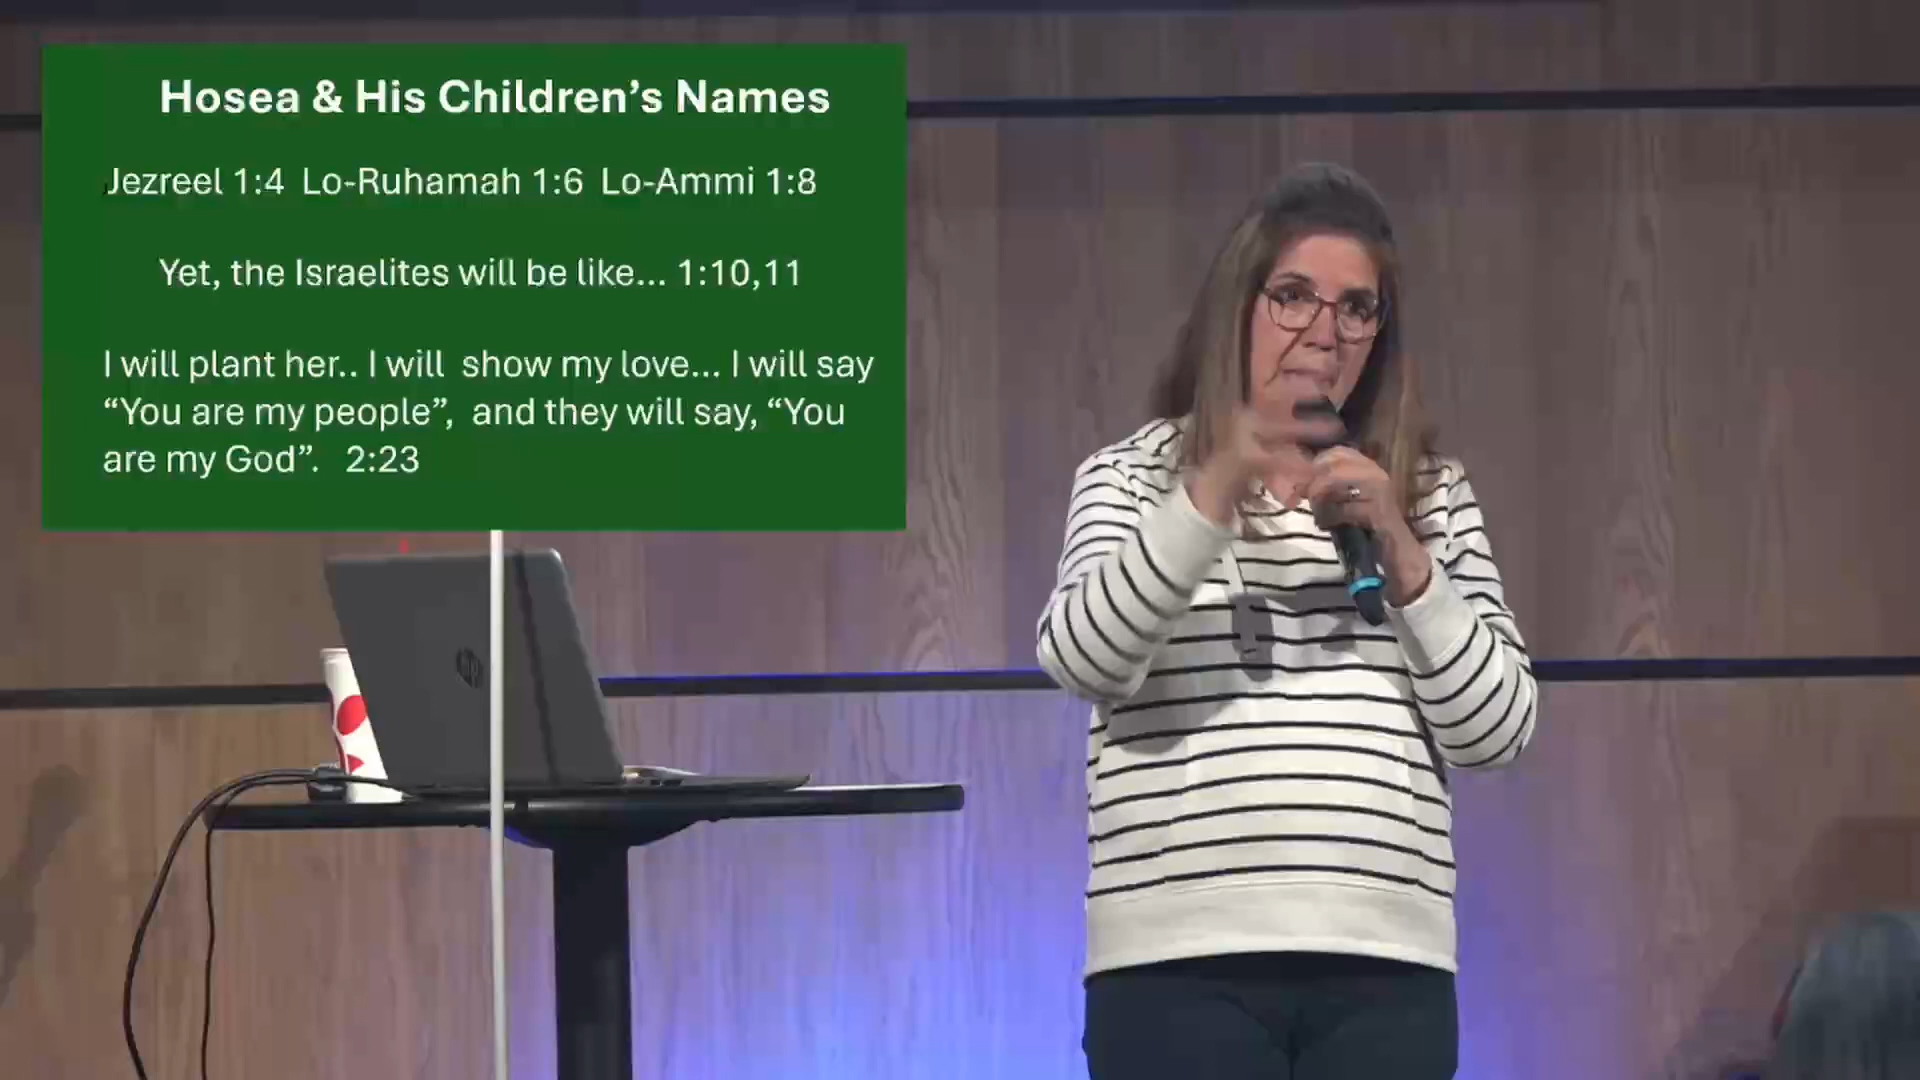 Hosea & His Children’s Names
Jezreel 1:4 Lo-Ruhamah 1:6 Lo-Ammi 1:8
Yet, the Israelites will be like... 1:10,11
I will plant her.. I will show my love... I will say
“You are my people”, and they will say, “You
are my God”. 2:23
hp